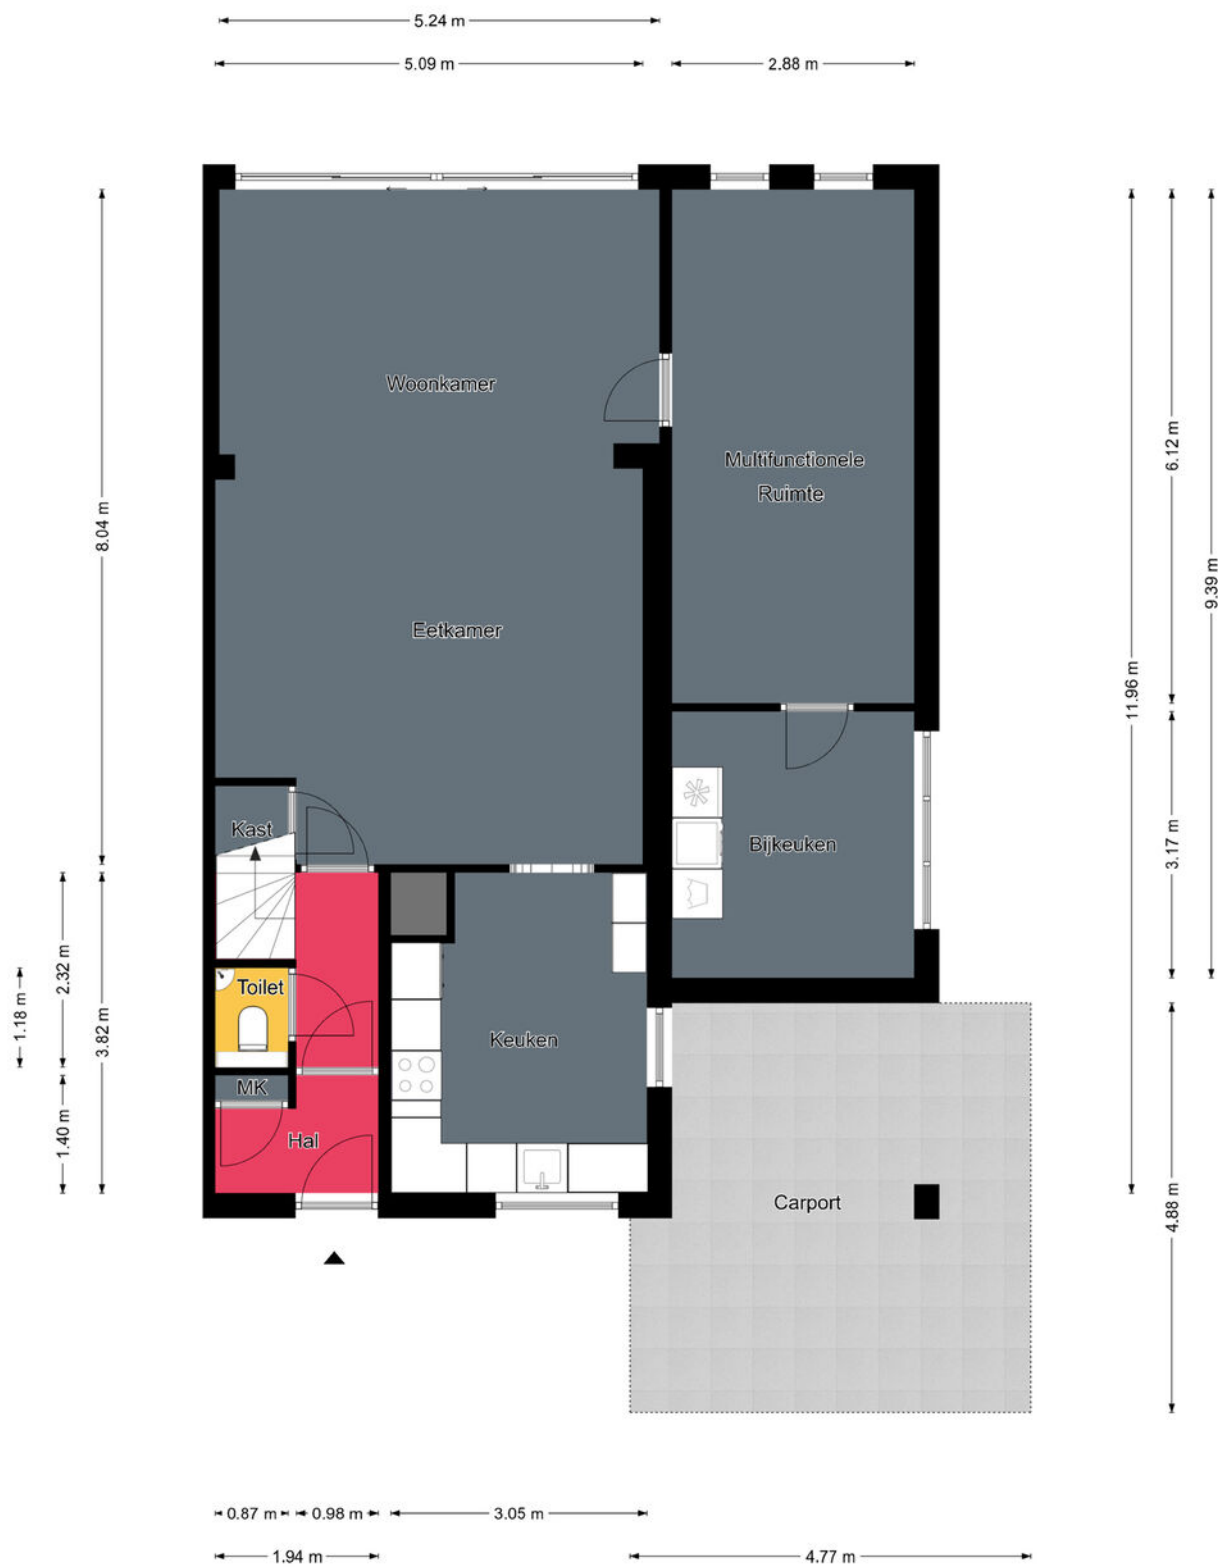 5.24 m
5.09 m
2.88 m
Woonkamer
Multifunctionele
Ruimte
6.12 m
8.04 m
9.39 m
Eetkamer
11.96 m
Kast
Bijkeuken
3.17 m
2.32 m
Toilet
1.18 m
3.82 m
Keuken
MK
1.40 m
Hal
Carport
4.88 m
0.87 m
0.98 m
3.05 m
1.94 m
4.77 m